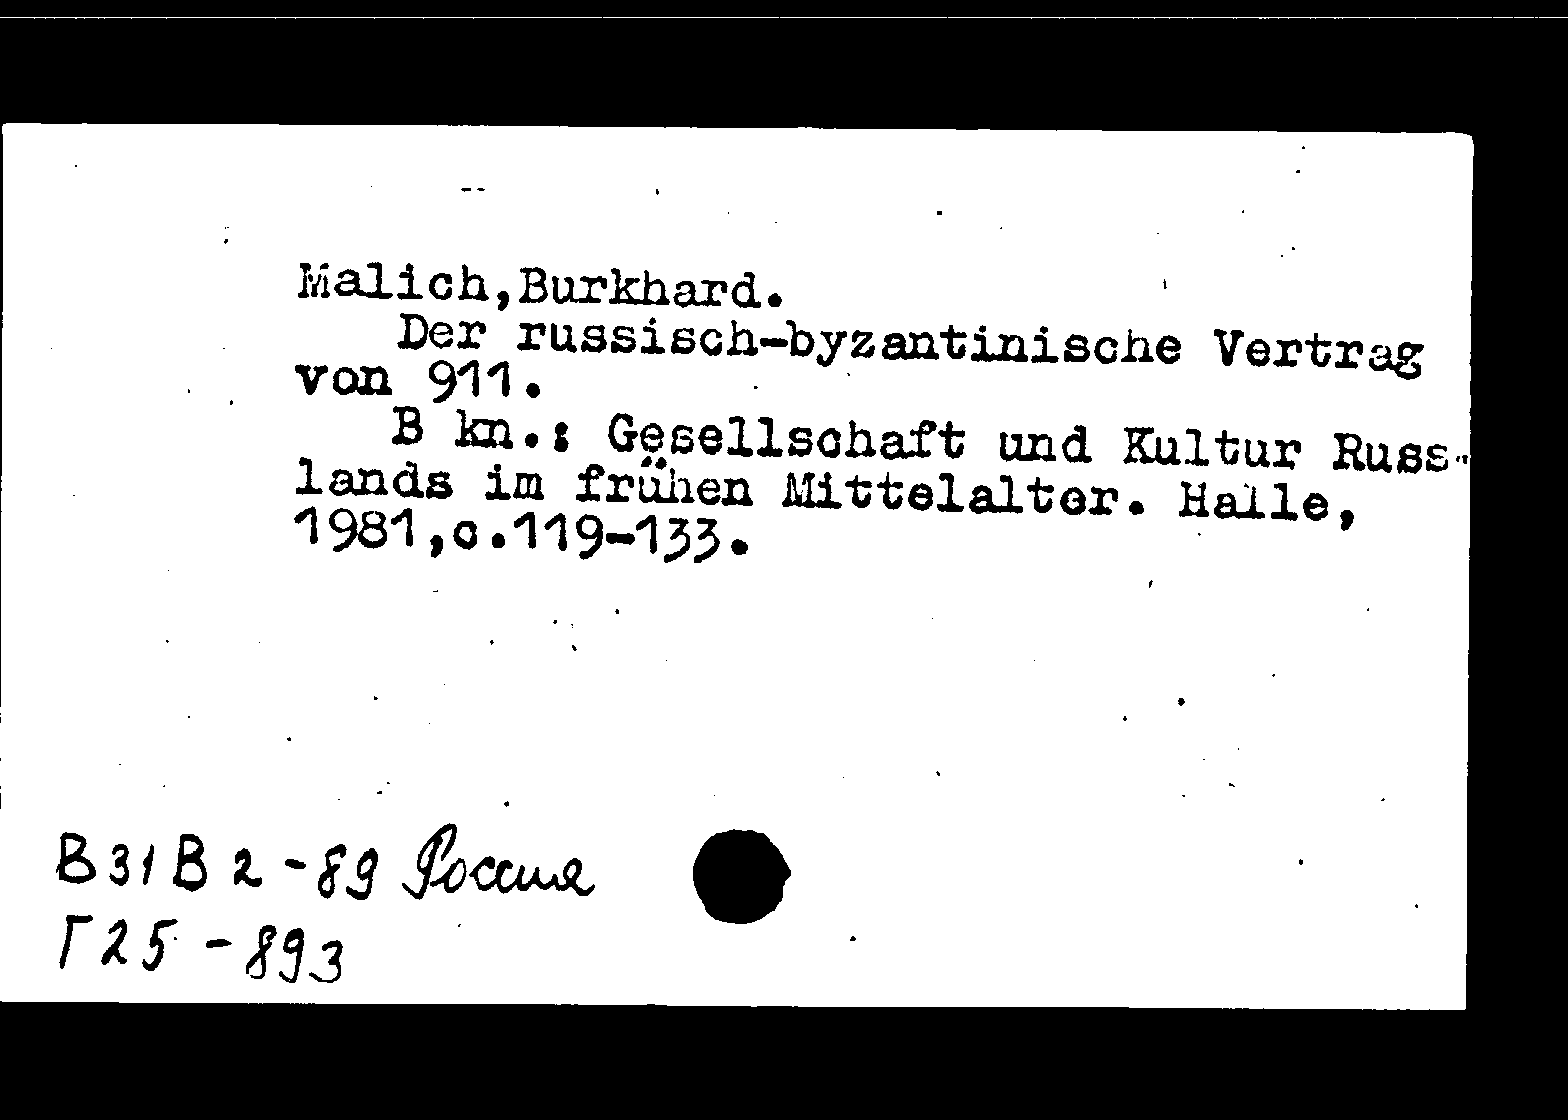 Malich,Burkhard.
Der russisch-byzantinische Vertrag
von 911.
B kn.: Gesellschaft und Kultur Russ-
lands im frühen Mittelalter. Halle,
1981,c.119-133.
В31В2-89 Россия
Г25-893